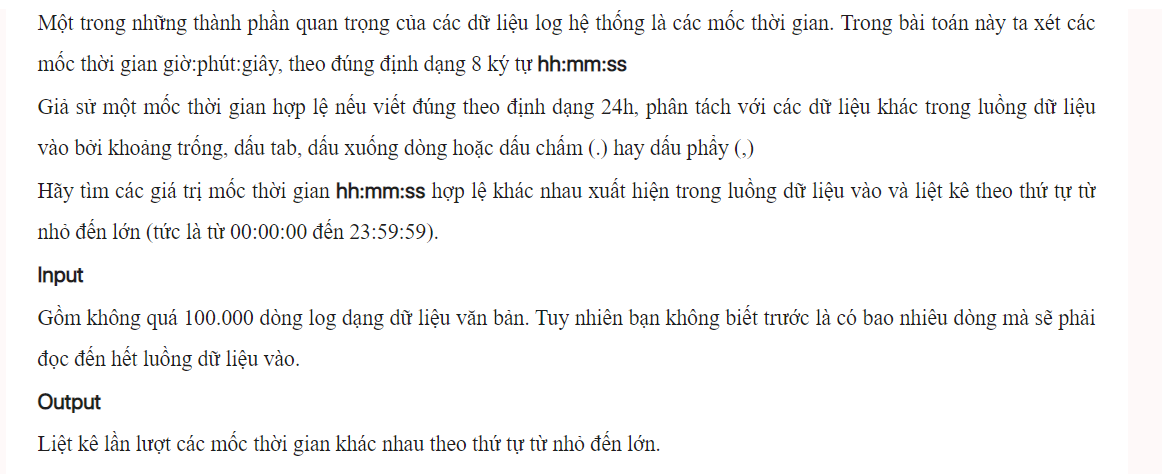 Một trong những thành phần quan trọng của các dữ liệu log hệ thống là các mốc thời gian. Trong bài toán này ta xét các
mốc thời gian giờ:phút:giây, theo đúng định dạng 8 ký tự hh:mm:ss
Giả sử một mốc thời gian hợp lệ nếu viết đúng theo định dạng 24h, phân tách với các dữ liệu khác trong luồng dữ liệu
vào bởi khoảng trống, dấu tab, dấu xuống dòng hoặc dấu chấm (.) hay dấu phẩy (,)
Hãy tìm các giá trị mốc thời gian hh:mm:ss hợp lệ khác nhau xuất hiện trong luồng dữ liệu vào và liệt kê theo thứ tự từ
nhỏ đến lớn (tức là từ 00:00:00 đến 23:59:59).
Input
Gồm không quá 100.000 dòng log dạng dữ liệu văn bản. Tuy nhiên bạn không biết trước là có bao nhiêu dòng mà sẽ phải
đọc đến hết luồng dữ liệu vào.
Output
Liệt kê lần lượt các mốc thời gian khác nhau theo thứ tự từ nhỏ đến lớn.